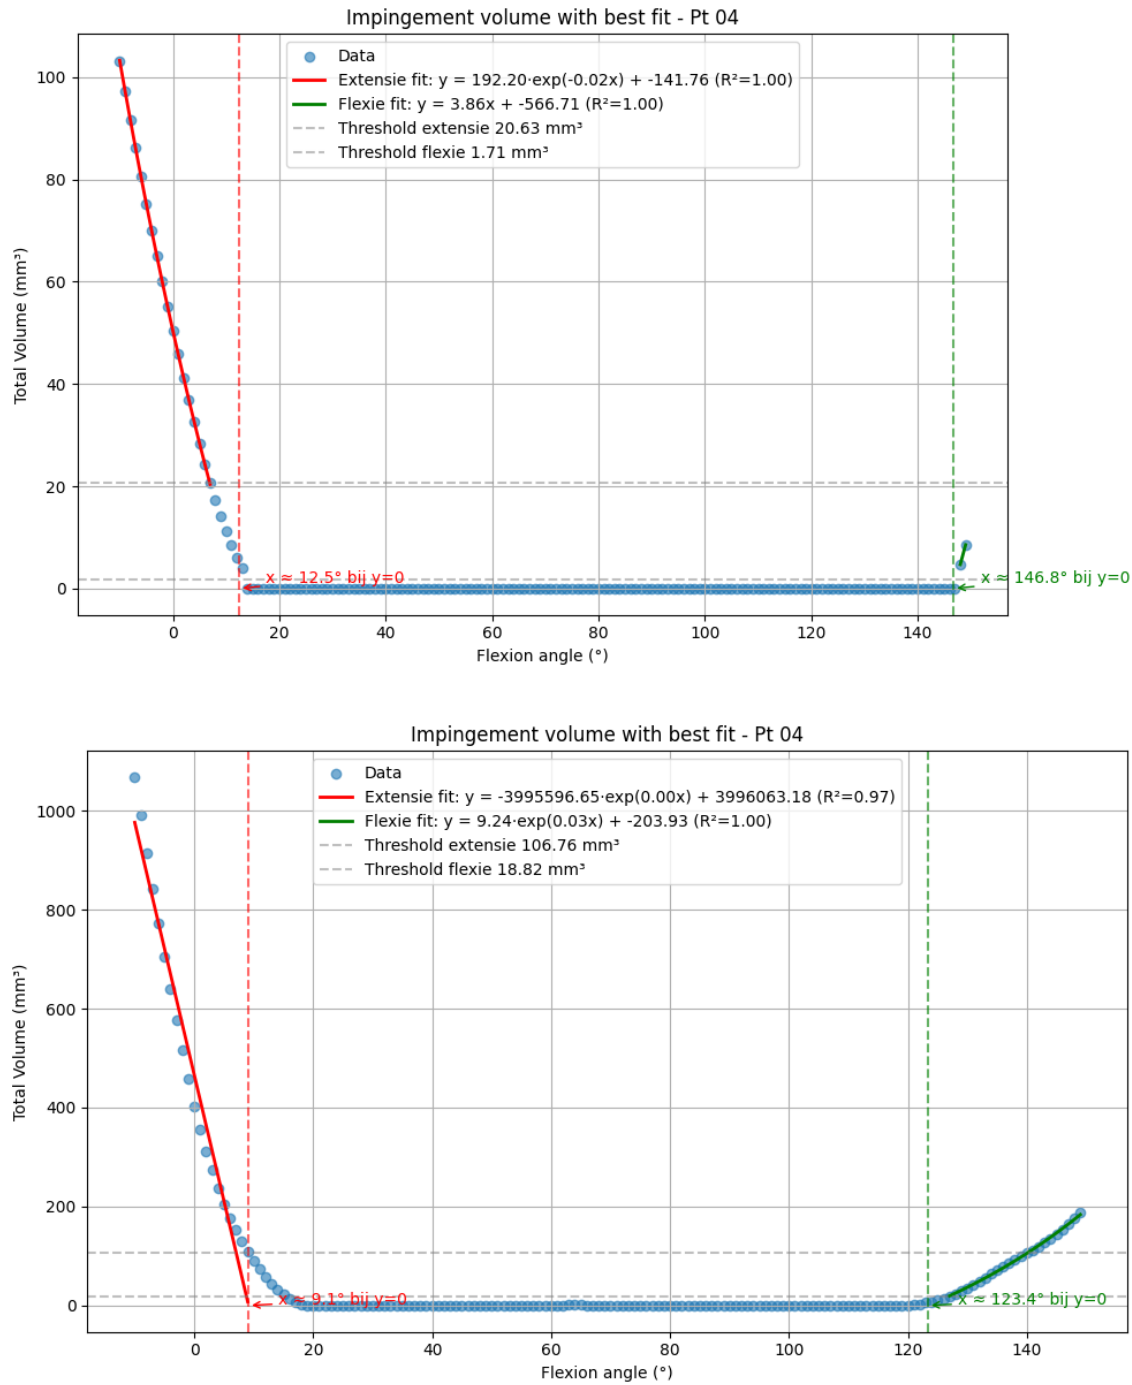 Impingement volume with best fit - Pt 04
Data
Extensie fit: y = 192.20·exp(-0.02x) + -141.76 (R²=1.00)
Flexie fit: y = 3.86x + -566.71 (R²=1.00)
Threshold extensie 20.63 mm³
Threshold flexie 1.71 mm³
100
80
60
40
20
0
Total Volume (mm³)
x ≈ 12.5° bij y=0
x ≈ 146.8° bij y=0
0 20 40 60 80 100 120 140
Flexion angle (°)
Impingement volume with best fit - Pt 04
Data
Extensie fit: y = -3995596.65·exp(0.00x) + 3996063.18 (R²=0.97)
Flexie fit: y = 9.24·exp(0.03x) + -203.93 (R²=1.00)
Threshold extensie 106.76 mm³
Threshold flexie 18.82 mm³
1000
800
600
400
200
0
Total Volume (mm³)
x ≈ 9.1° bij y=0
x ≈ 123.4° bij y=0
0 20 40 60 80 100 120 140
Flexion angle (°)